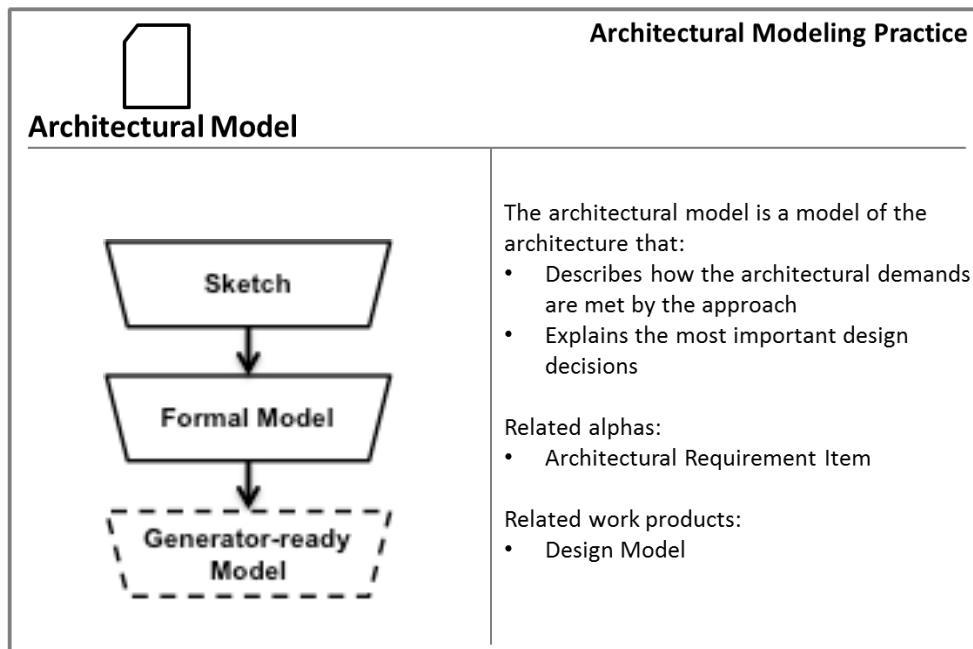 Architectural Modeling Practice
Architectural Model
Sketch
Formal Model
Generator-ready
Model
The architectural model is a model of the
architecture that:
• Describes how the architectural demands
are met by the approach
• Explains the most important design
decisions
Related alphas:
• Architectural Requirement Item
Related work products:
• Design Model